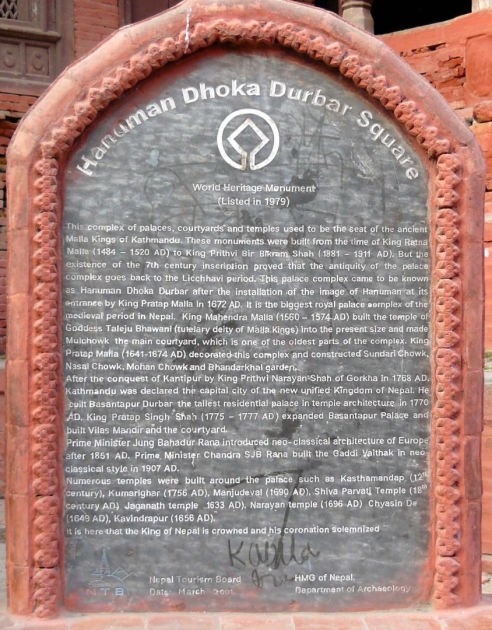 Hanuman Dhoka Durbar Square
World Heritage Monument
(Listed in 1979)
This complex of palaces, courtyards and temples used to be the seat of the ancient
Malla Kings of Kathmandu. These monuments were built from the time of King Ratna
Malla (1484 – 1520 AD) to King Prithvi Bir Bikram Shah (1881 – 1911 AD). But the
existence of the 7th century inscription proved that the antiquity of the palace
complex goes back to the Licchavi period. This palace complex came to be known
as Hanuman Dhoka Durbar after the installation of the image of Hanuman at its
entrance by King Pratap Malla in 1672 AD. It is the biggest royal palace complex of the
medieval period in Nepal. King Mahendra Malla (1560 – 1574 AD) built the temple of
Goddess Taleju Bhawani (tutelary deity of Malla Kings) into the present size and made
Mulchowk the main courtyard, which is one of the oldest parts of the complex. King
Pratap Malla (1641-1674 AD) decorated this complex and constructed Sundari Chowk,
Nasal Chowk, Mohan Chowk and Bhandarkhal garden.
After the conquest of Kantipur by King Prithvi Narayan Shah of Gorkha in 1768 AD,
Kathmandu was declared the capital city of the new unified Kingdom of Nepal. He
built Basantapur Durbar the tallest residential palace in temple architecture in 1770
AD. King Pratap Singh Shah (1775 – 1777 AD) expanded Basantapur Palace and
built Vilas Mandir and the courtyard.
Prime Minister Jung Bahadur Rana introduced neo-classical architecture of Europe
after 1851 AD. Prime Minister Chandra SJB Rana built the Gaddi Vaithak in neo-
classical style in 1907 AD.
Numerous temples were built around the palace such as Kasthamandap (12th
century), Kumarighar (1756 AD), Manjudeval (1690 AD), Shiva Parvati Temple (18th
century AD) Jaganath temple 1633 AD), Narayan temple (1696 AD) Chyasin De
(1649 AD), Kavindrapur (1656 AD).
It is here that the King of Nepal is crowned and his coronation solemnized
NTB
Nepal Tourism Board
Date: March
HMG of Nepal,
Department of Archaeology